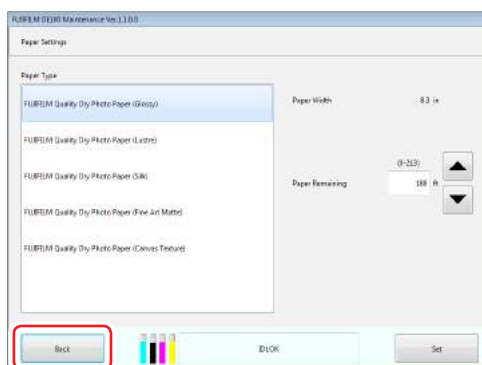 FUJIFILM DE100 Maintenance Ver.1.1.0.0
Paper Settings
Paper Type
FUJIFILM Quality Dry Photo Paper (Glossy)
FUJIFILM Quality Dry Photo Paper (Lustre)
FUJIFILM Quality Dry Photo Paper (Silk)
FUJIFILM Quality Dry Photo Paper (Fine Art Matte)
FUJIFILM Quality Dry Photo Paper (Canvas Texture)
Paper Width 8.3 in
(0-213)
Paper Remaining 188 ft
Back
IDLOK
Set